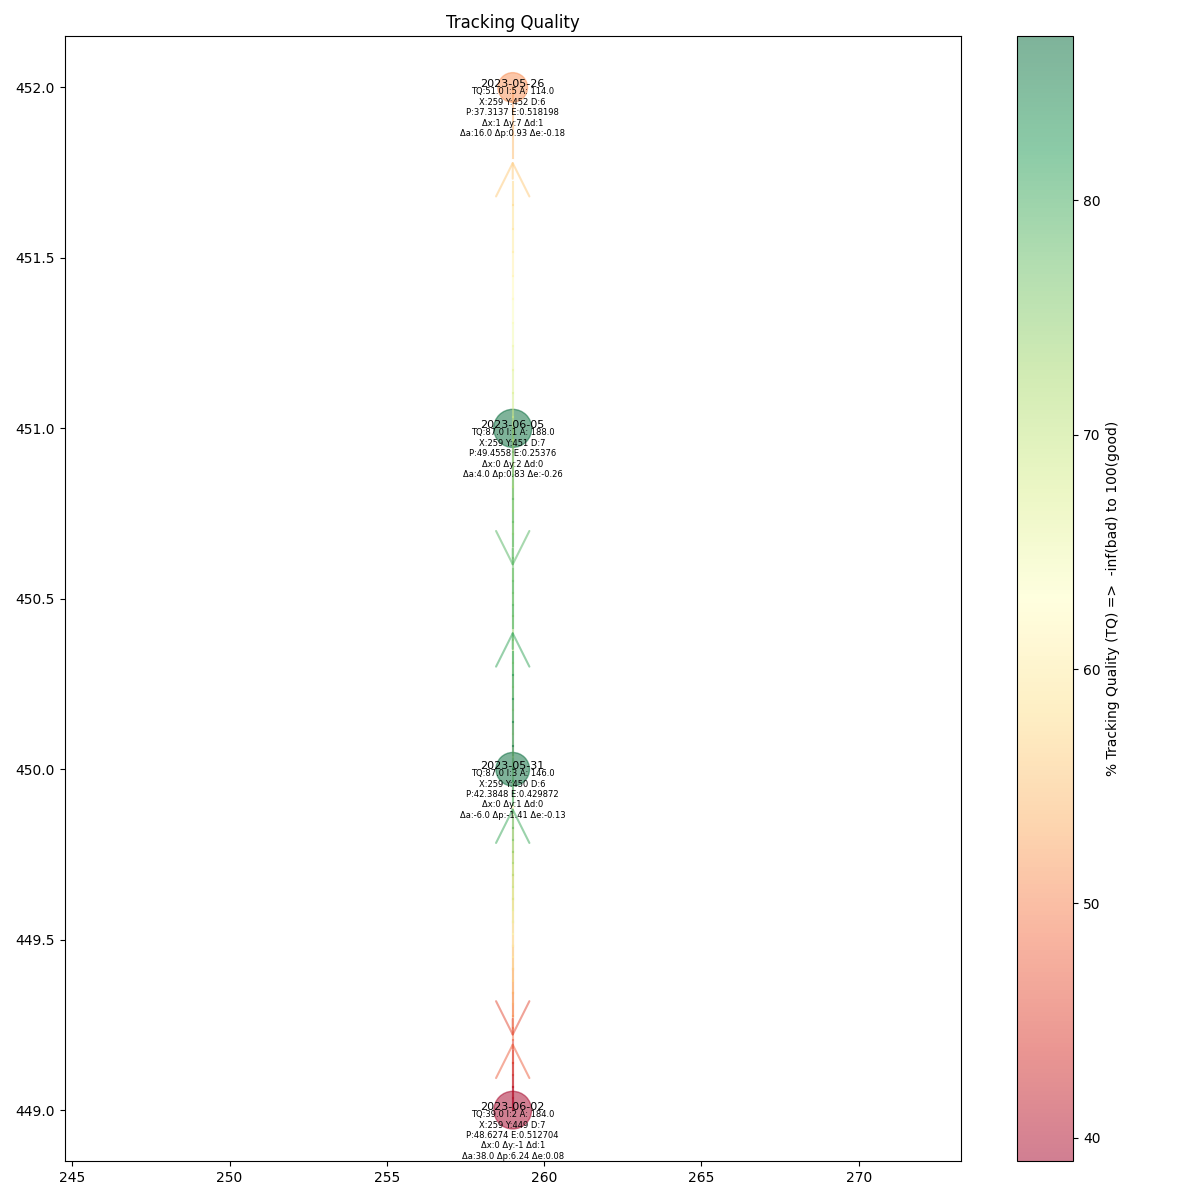 Tracking Quality
452.0
451.5
451.0
450.5
450.0
449.5
449.0
2023-05-26
TQ:51.0 I:5 A: 114.0
X:259 Y:452 D:6
P:37.3137 E:0.518198
Δx:1 Δy:7 Δd:1
Δa:16.0 Δp:0.93 Δe:-0.18
2023-06-05
TQ:87.0 I:1 A: 188.0
X:259 Y:451 D:7
P:49.4558 E:0.25376
Δx:0 Δy:2 Δd:0
Δa:4.0 Δp:0.83 Δe:-0.26
2023-05-31
TQ:87.0 I:3 A: 146.0
X:259 Y:450 D:6
P:42.3848 E:0.429872
Δx:0 Δy:1 Δd:0
Δa:-6.0 Δp:-1.41 Δe:-0.13
2023-06-02
TQ:39.0 I:2 A: 184.0
X:259 Y:449 D:7
P:48.6274 E:0.512704
Δx:0 Δy:-1 Δd:1
Δa:38.0 Δp:6.24 Δe:0.08
245 250 255 260 265 270
80
70
60
50
40
% Tracking Quality (TQ) => -inf(bad) to 100(good)